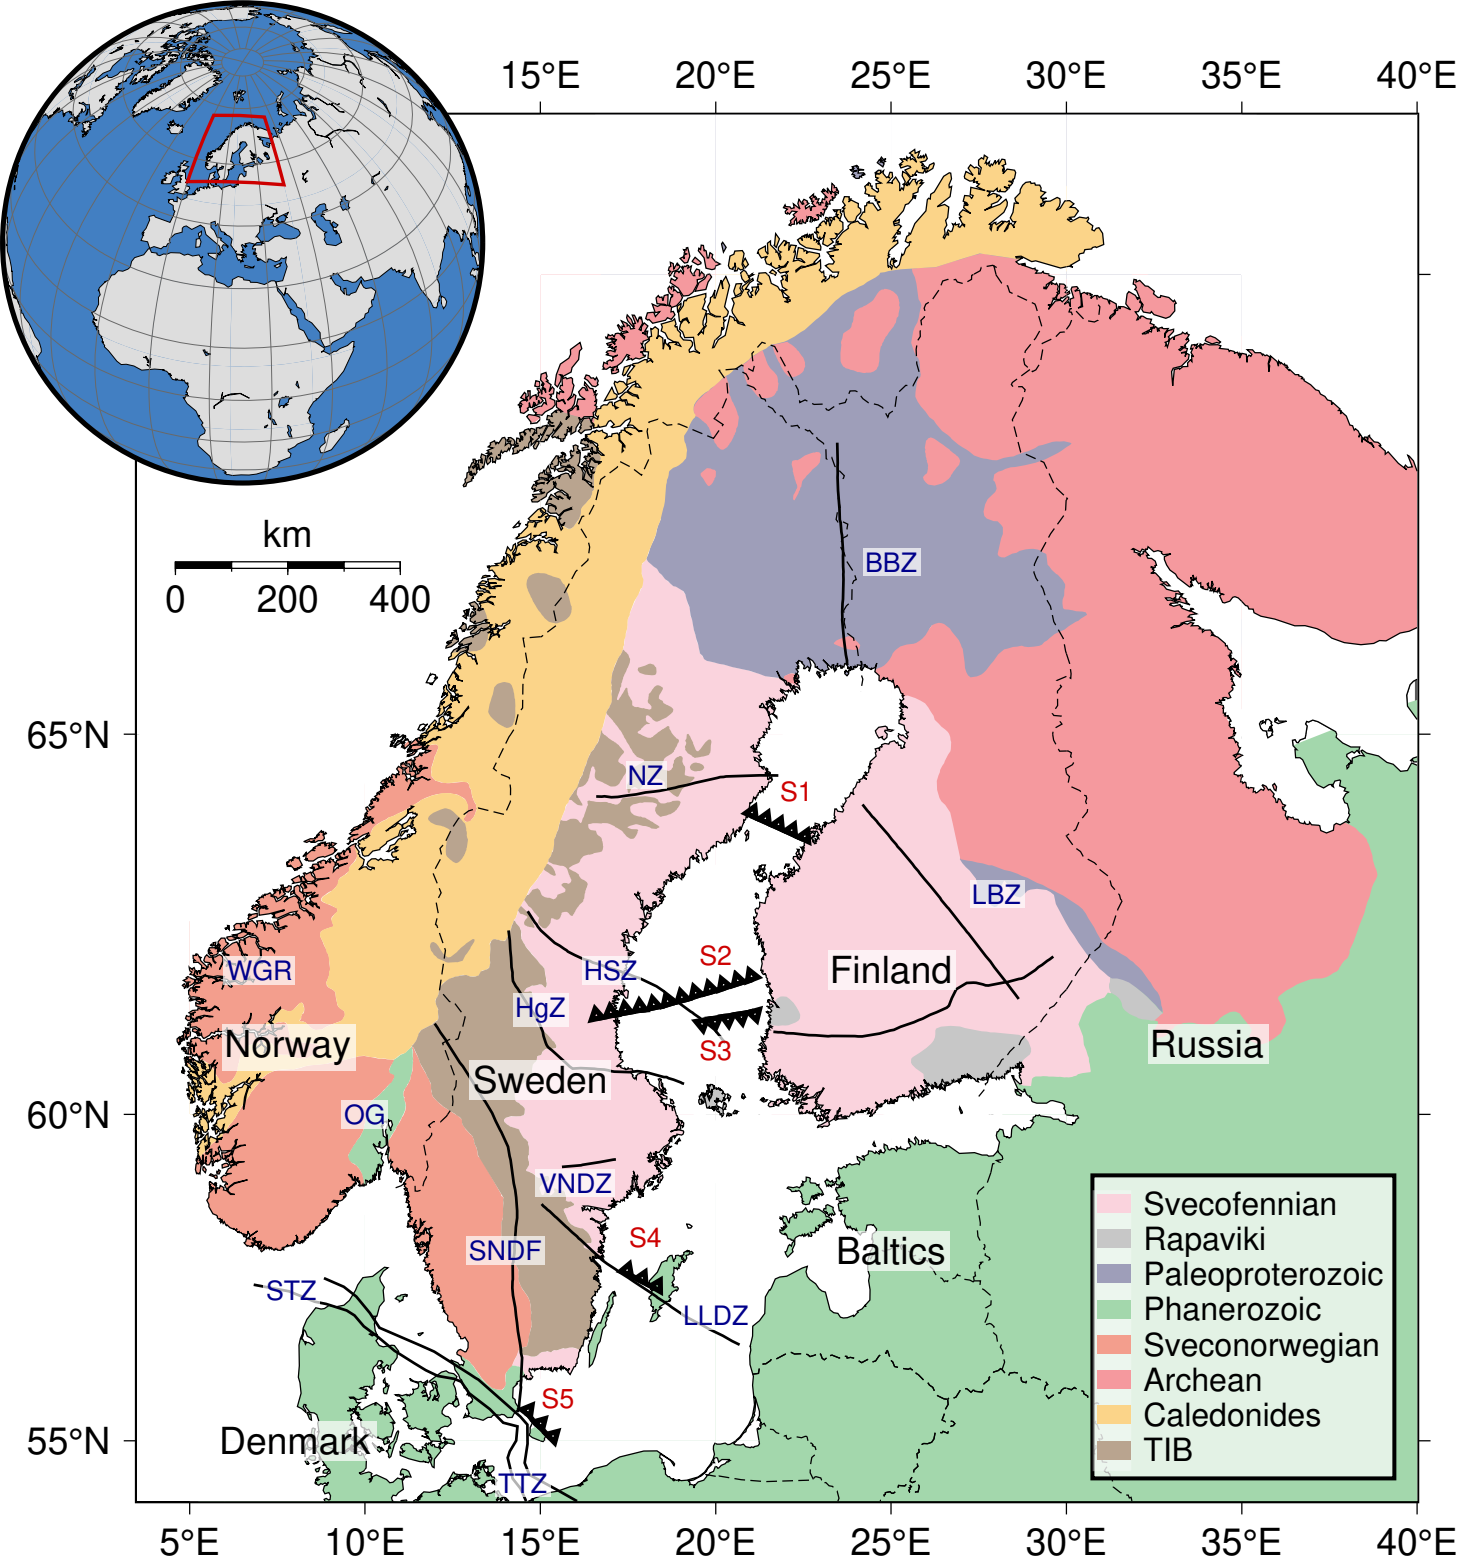 15°E 20°E 25°E 30°E 35°E 40°E
km
0 200 400
BBZ
65°N
NZ
S1
LBZ
S2
Finland
WGR
HSZ
HgZ
Norway
S3
Russia
Sweden
60°N
OG
VNDZ
S4
SNDF
Baltics
STZ
LLDZ
Svecofennian
Rapaviki
Paleoproterozoic
Phanerozoic
Sveconorwegian
Archean
Caledonides
TIB
S5
Denmark
55°N
TTZ
5°E 10°E 15°E 20°E 25°E 30°E 35°E 40°E